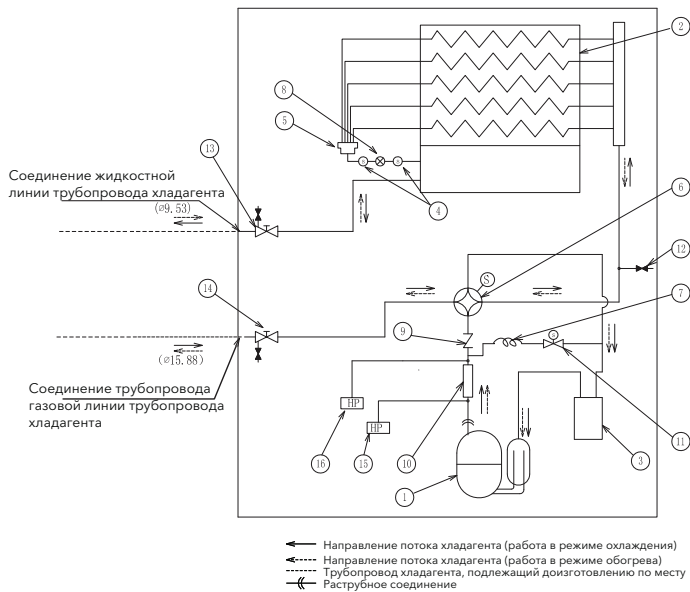 2
8
5
13
Соединение жидкостной
линии трубопровода хладагента
(ø9.53)
S
S
4
6
S
12
14
7
9
S
(ø15.88)
Соединение трубопровода
газовой линии трубопровода
хладагента
HP
HP
16
15
10
11
3
1
Направление потока хладагента (работа в режиме охлаждения)
Направление потока хладагента (работа в режиме обогрева)
Трубопровод хладагента, подлежащий доизготовлению по месту
Раструбное соединение